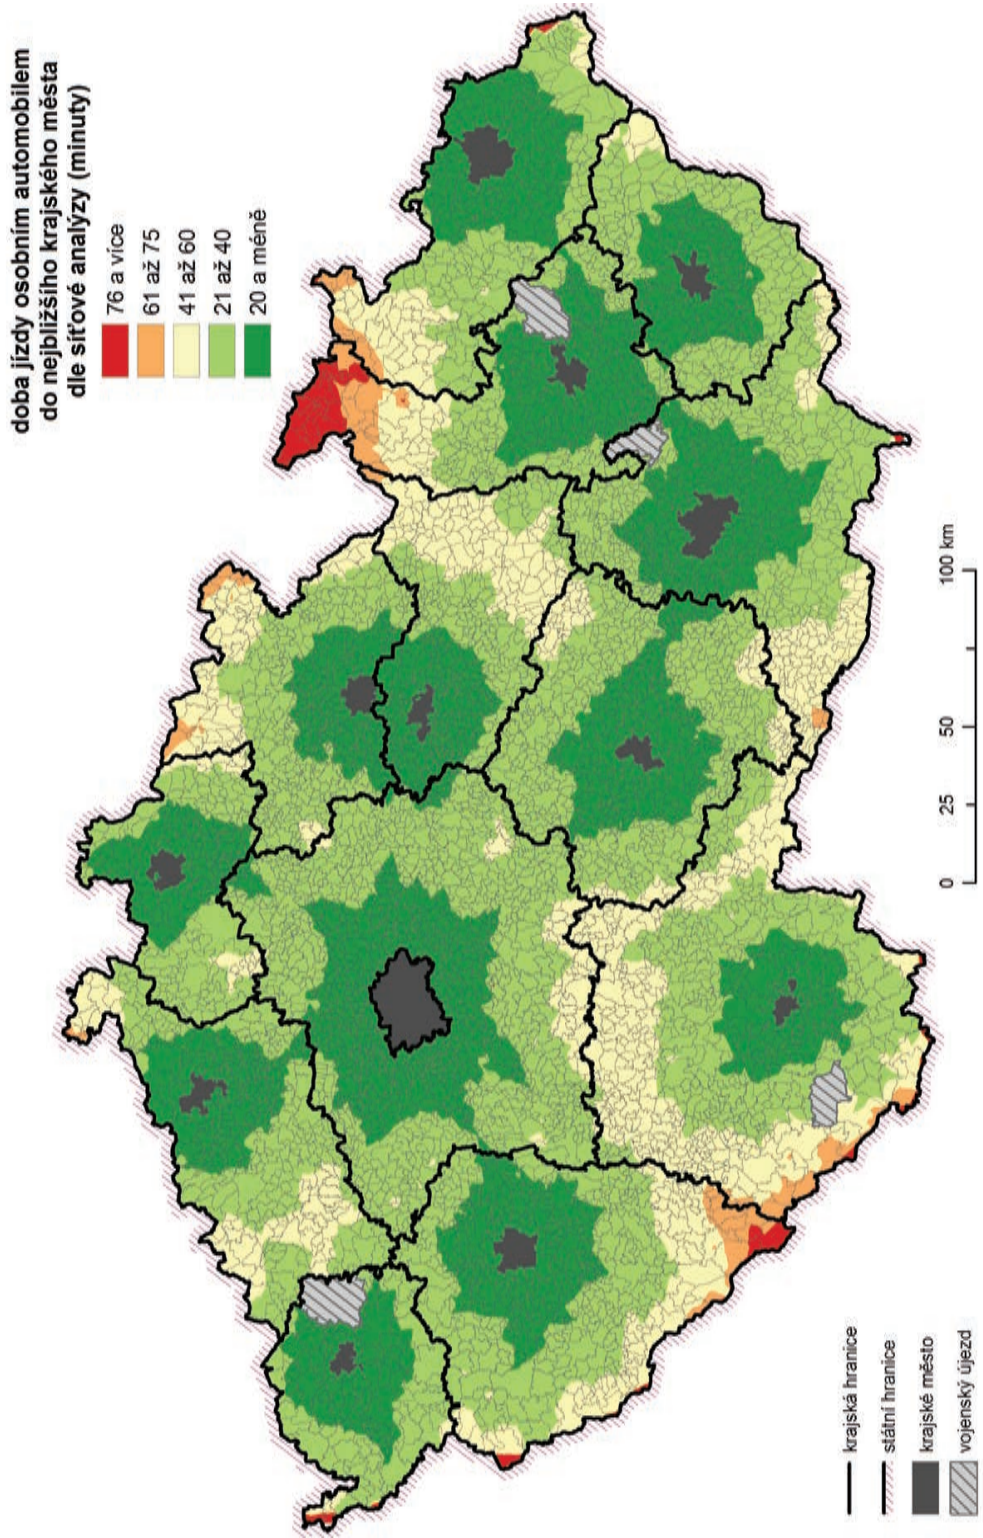 doba jízdy osobním automobilem
do nejbližšího krajského města
dle síťové analýzy (minuty)
76 a více
61 až 75
41 až 60
21 až 40
20 a méně
krajská hranice
státní hranice
krajské město
vojenský újezd
0 25 50 100 km